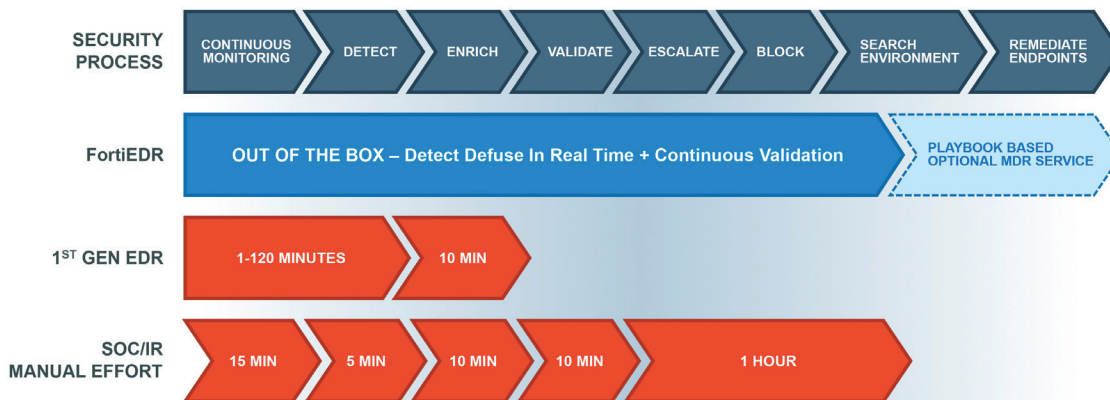 SECURITY
PROCESS
CONTINUOUS
MONITORING
DETECT
ENRICH
VALIDATE
ESCALATE
BLOCK
SEARCH
ENVIRONMENT
REMEDIATE
ENDPOINTS
FortiEDR
OUT OF THE BOX – Detect Defuse In Real Time + Continuous Validation
PLAYBOOK BASED
OPTIONAL MDR SERVICE
1ST GEN EDR
1-120 MINUTES
10 MIN
SOC/IR
MANUAL EFFORT
15 MIN
5 MIN
10 MIN
10 MIN
1 HOUR